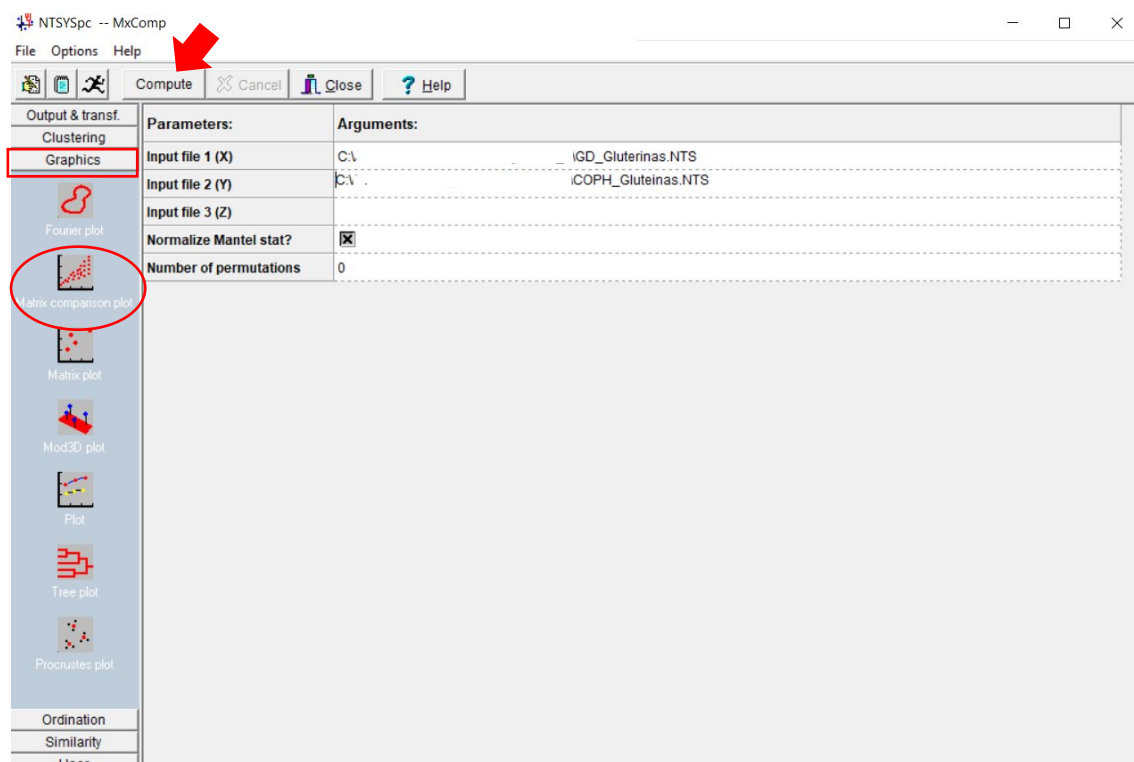 NTSYSpc -- MxComp
File Options Help
Compute Cancel Close Help
Output & transf.
Clustering
Graphics
Fourier plot
Matrix comparison plot
Matrix plot
Mod3D plot
Plot
Tree plot
Procrustes plot
Ordination
Similarity
Parameters: Arguments:
Input file 1 (X) C:\ \GD_Gluterinas.NTS
Input file 2 (Y) C:\ \COPH_Gluteinas.NTS
Input file 3 (Z)
Normalize Mantel stat?
Number of permutations 0